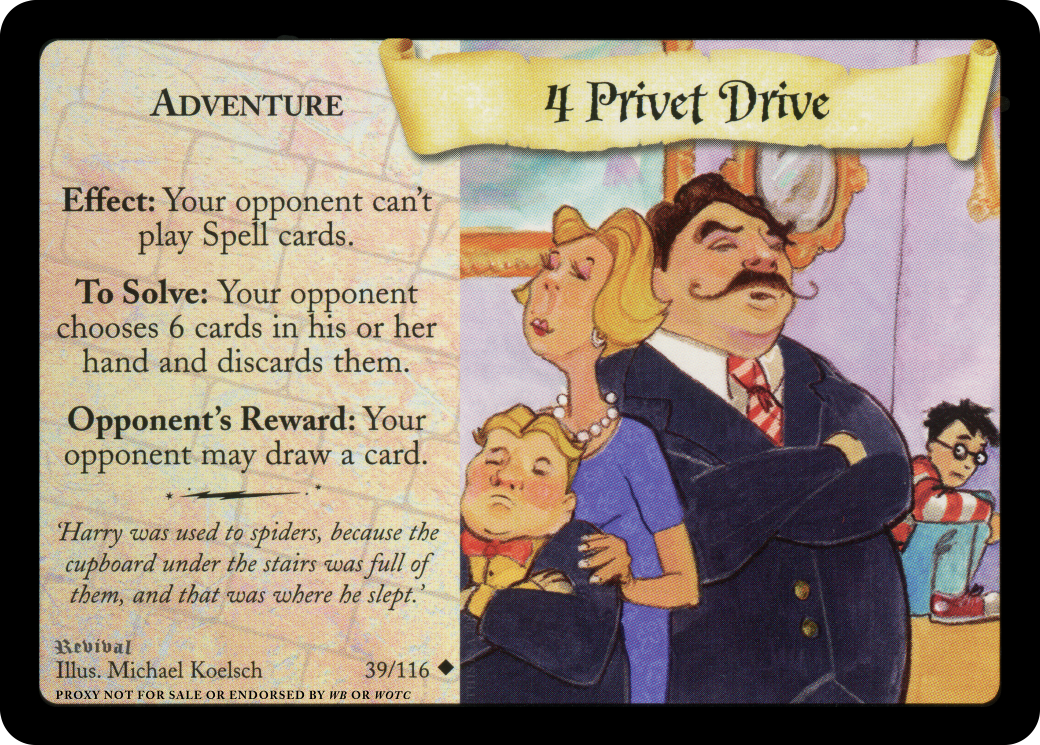 4 Privet Drive
ADVENTURE
Effect: Your opponent can't
play Spell cards.
To Solve: Your opponent
chooses 6 cards in his or her
hand and discards them.
Opponent's Reward: Your
opponent may draw a card.
'Harry was used to spiders, because the
cupboard under the stairs was full of
them, and that was where he slept.'
Revival
Illus. Michael Koelsch 39/116
PROXY NOT FOR SALE OR ENDORSED BY WB OR WOTC